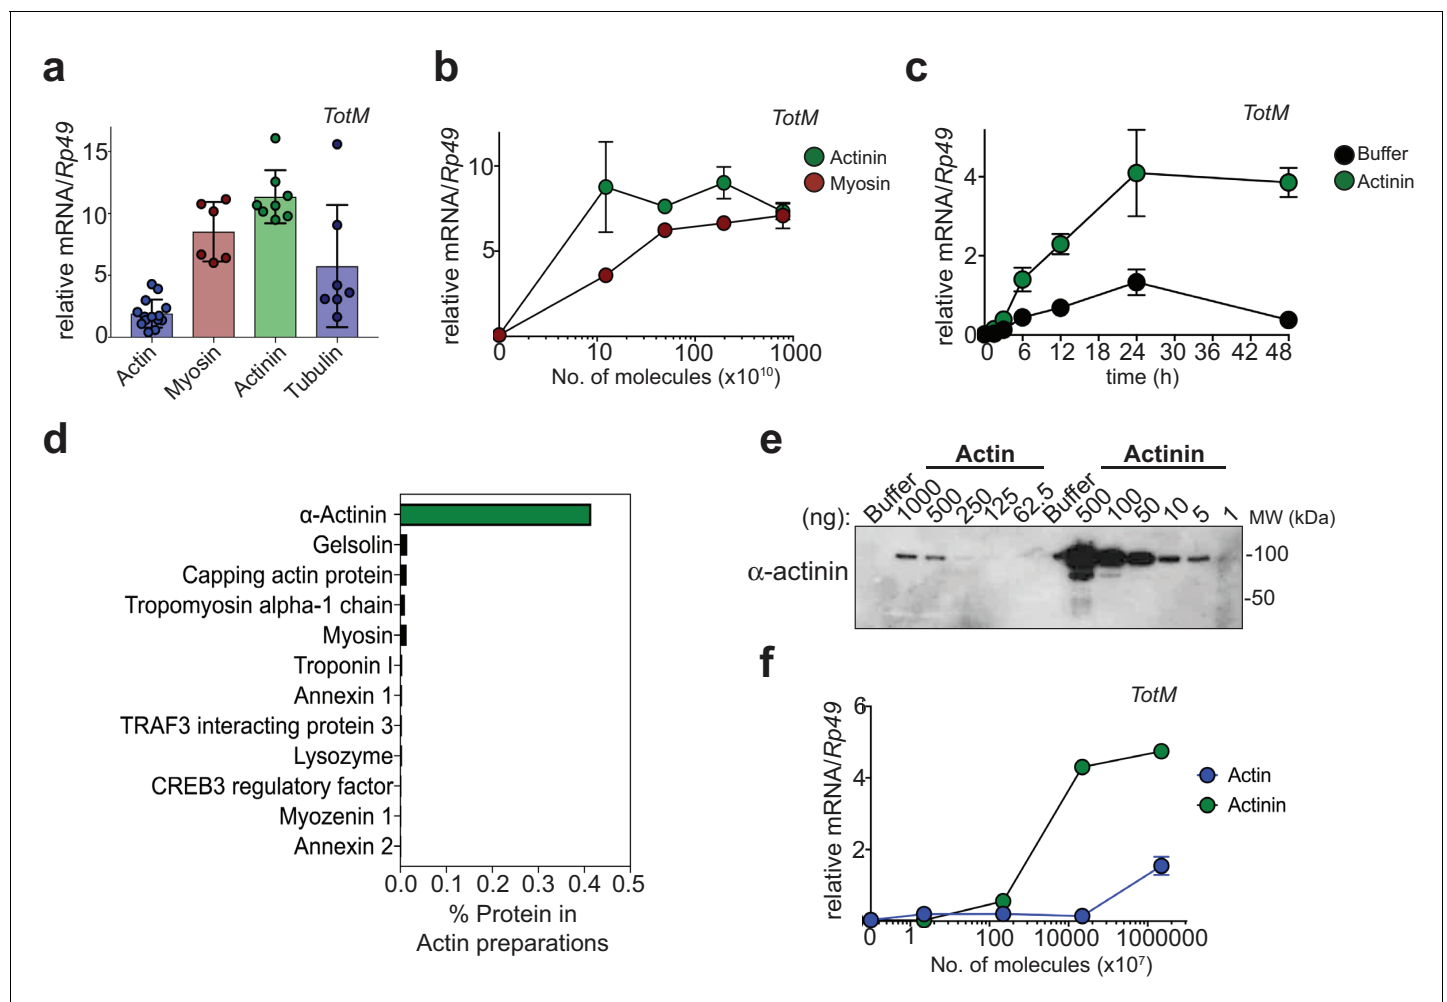 a
TotM
relative mRNA/Rp49
15
10
5
0
Actin
Myosin
Actinin
Tubulin
b
TotM
relative mRNA/Rp49
Actinin
Myosin
10
5
0 10 100 1000
No. of molecules (x10¹⁰)
c
TotM
relative mRNA/Rp49
Buffer
Actinin
4
2
0
0 6 12 18 24 30 36 42 48
time (h)
d
α-Actinin
Gelsolin
Capping actin protein
Tropomyosin alpha-1 chain
Myosin
Troponin I
Annexin 1
TRAF3 interacting protein 3
Lysozyme
CREB3 regulatory factor
Myozenin 1
Annexin 2
0.0 0.1 0.2 0.3 0.4 0.5
% Protein in
Actin preparations
e
Actin Actinin
(ng): Buffer 1000 500 250 125 62.5 Buffer 500 100 50 10 5 1 MW (kDa)
α-actinin
-100
-50
f
TotM
relative mRNA/Rp49
6
4
2
Actin
Actinin
0 1 100 10000 1000000
No. of molecules (x10⁷)